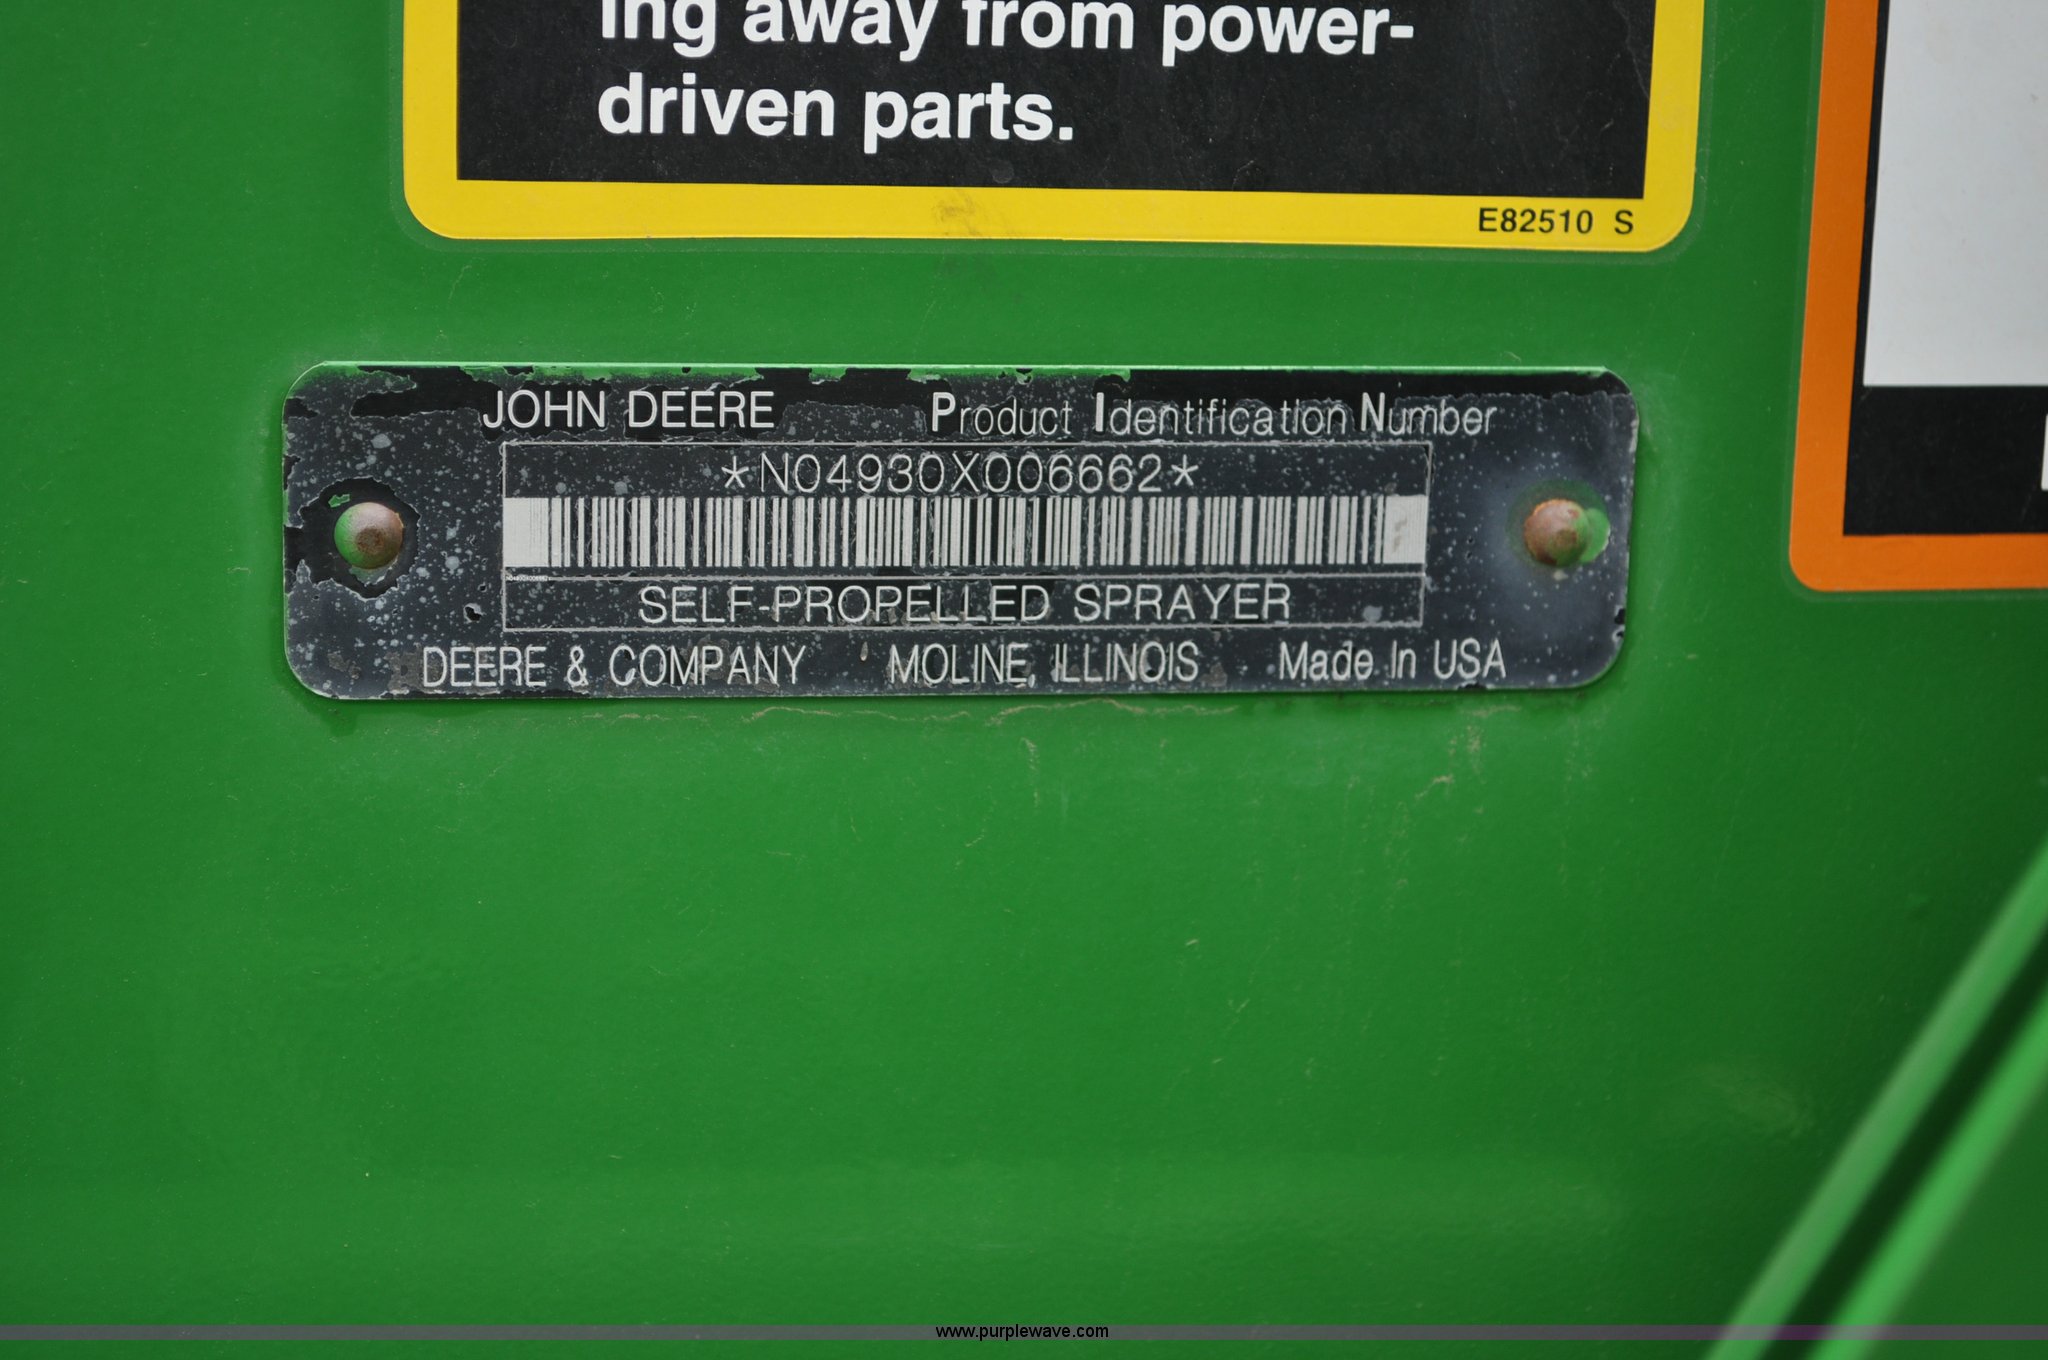 ing away from power-
driven parts.
E82510 S
JOHN DEERE Product Identification Number
*N04930X006662*
SELF-PROPELLED SPRAYER
DEERE & COMPANY MOLINE, ILLINOIS Made In USA
www.purplewave.com